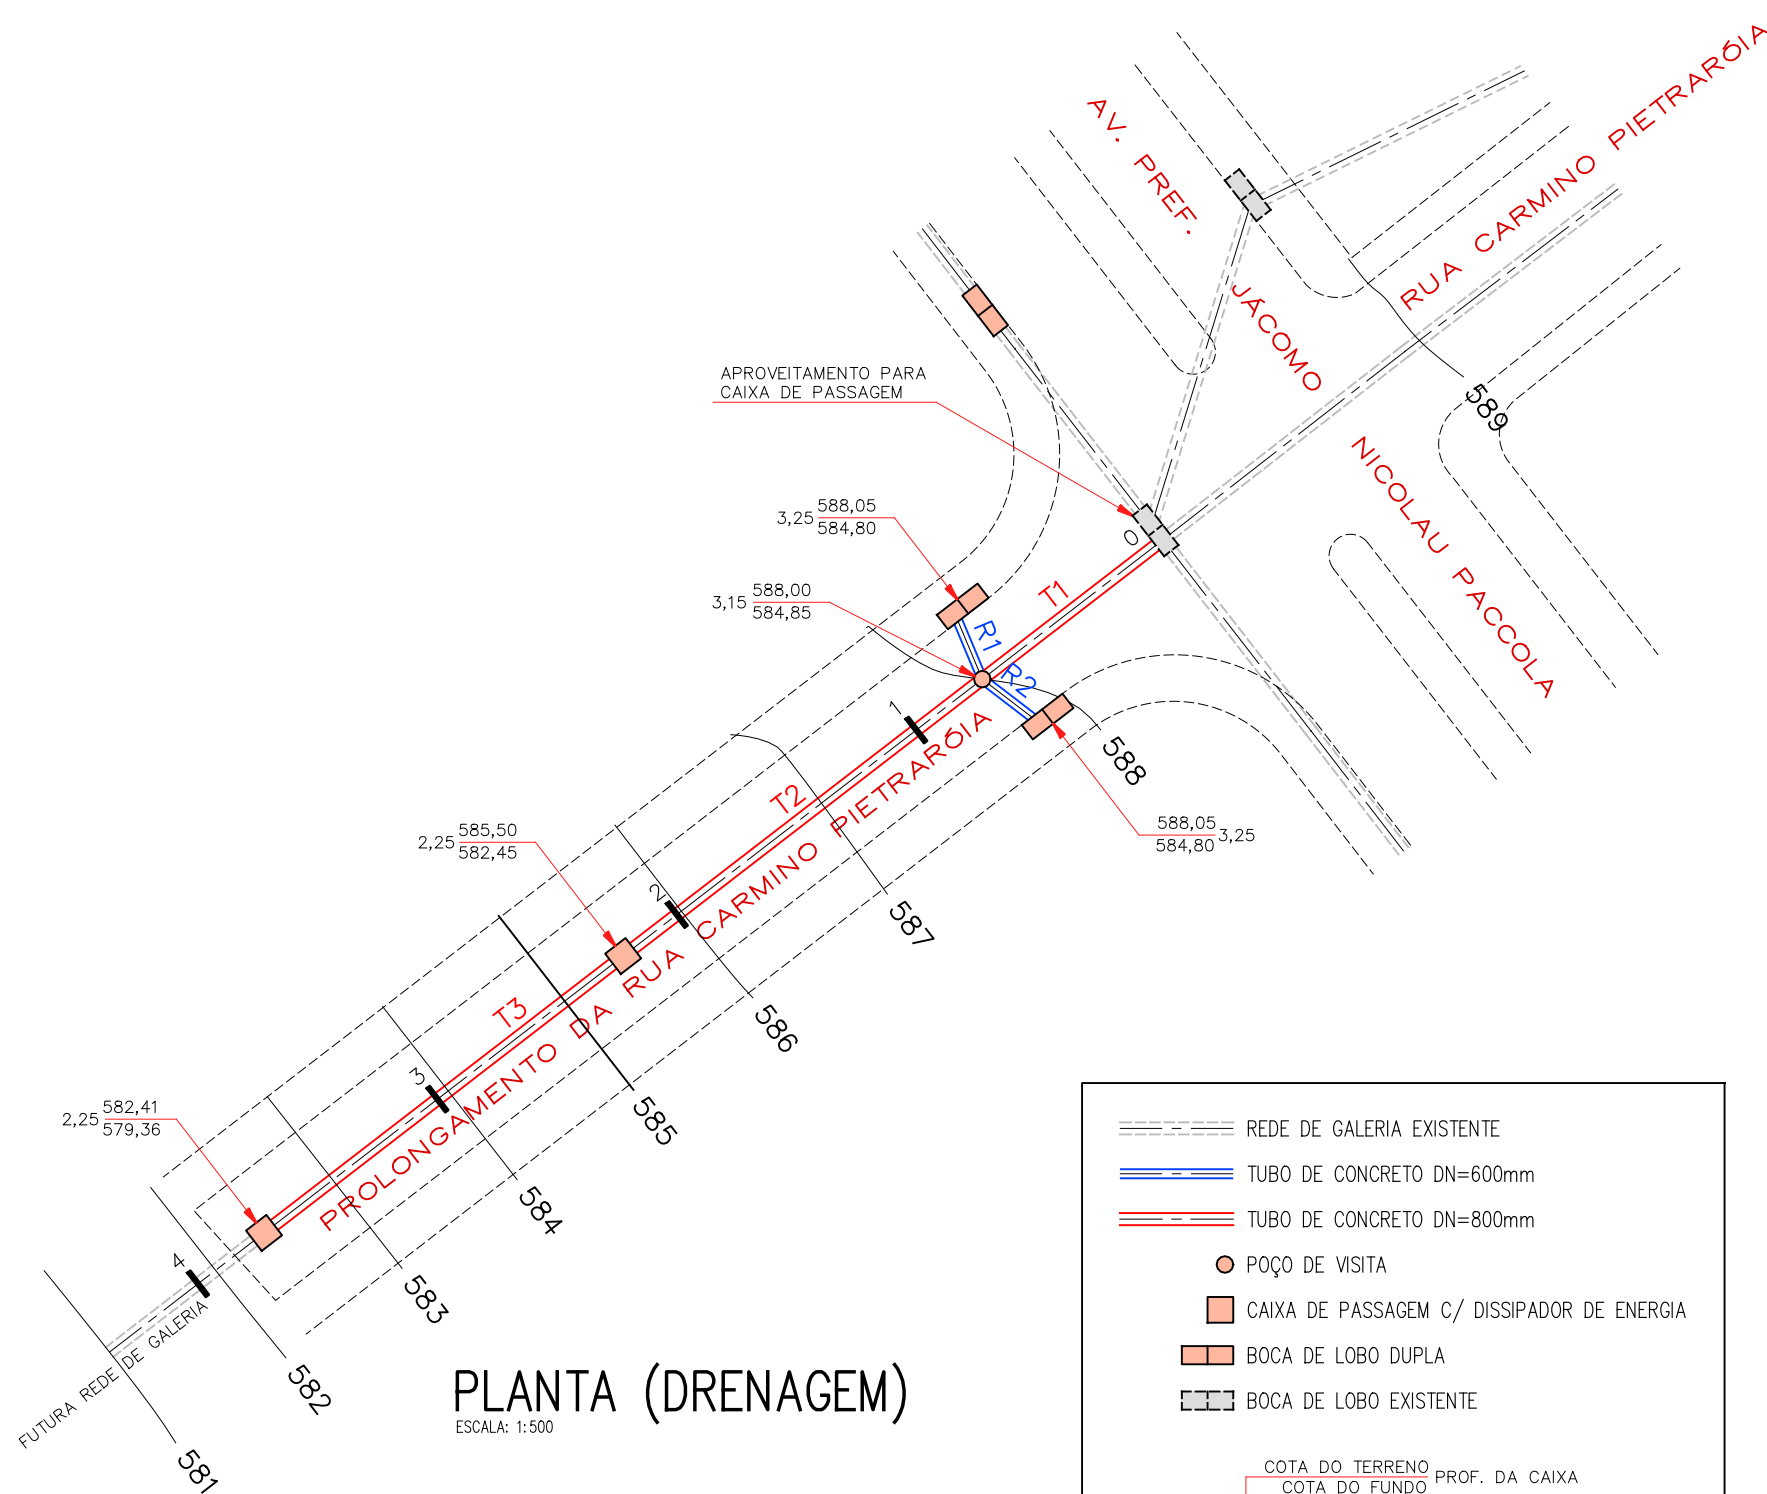 AV. PREF.
JÁCOMO
NICOLAU PACCOLA
RUA CARMINO PIETRARÓIA
589
APROVEITAMENTO PARA
CAIXA DE PASSAGEM
0
3,25
588,05
584,80
3,15
588,00
584,85
T1
R1
R2
1
588
588,05
584,80
3,25
T2
587
2,25
585,50
582,45
2
586
PROLONGAMENTO DA RUA CARMINO PIETRARÓIA
T3
585
3
584
2,25
582,41
579,36
583
4
582
FUTURA REDE DE GALERIA
581
PLANTA (DRENAGEM)
ESCALA: 1:500
REDE DE GALERIA EXISTENTE
TUBO DE CONCRETO DN=600mm
TUBO DE CONCRETO DN=800mm
POÇO DE VISITA
CAIXA DE PASSAGEM C/ DISSIPADOR DE ENERGIA
BOCA DE LOBO DUPLA
BOCA DE LOBO EXISTENTE
COTA DO TERRENO
COTA DO FUNDO
PROF. DA CAIXA